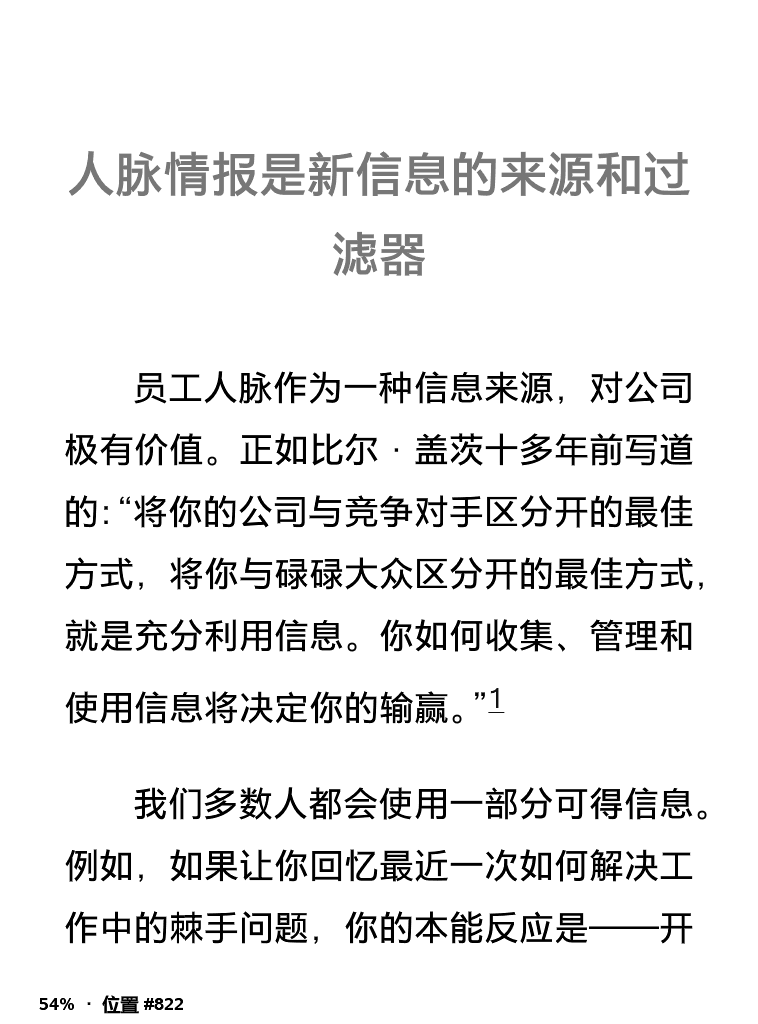 人脉情报是新信息的来源和过
滤器
员工人脉作为一种信息来源，对公司
极有价值。正如比尔·盖茨十多年前写道
的：“将你的公司与竞争对手区分开的最佳
方式，将你与碌碌大众区分开的最佳方式，
就是充分利用信息。你如何收集、管理和
使用信息将决定你的输赢。”1
我们多数人都会使用一部分可得信息。
例如，如果让你回忆最近一次如何解决工
作中的棘手问题，你的本能反应是——开
54% · 位置 #822